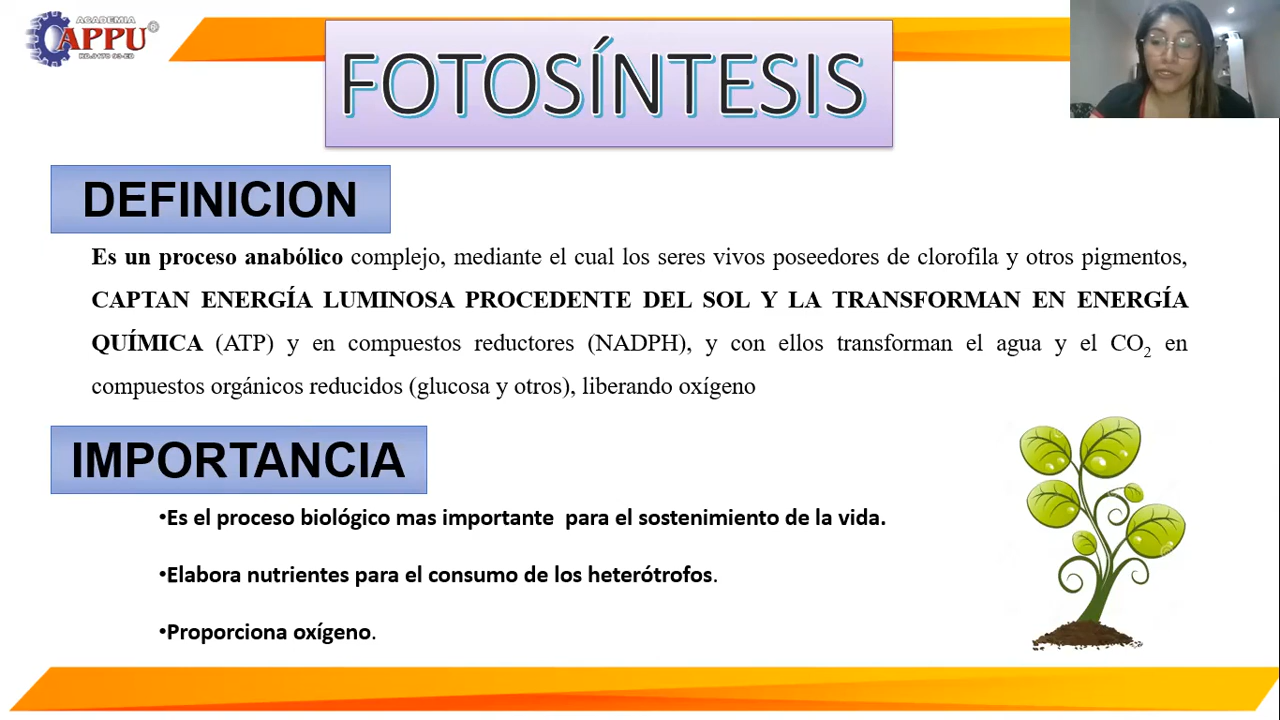 ACADEMIA
APPU
FOTOSÍNTESIS
DEFINICION
Es un proceso anabólico complejo, mediante el cual los seres vivos poseedores de clorofila y otros pigmentos,
CAPTAN ENERGÍA LUMINOSA PROCEDENTE DEL SOL Y LA TRANSFORMAN EN ENERGÍA
QUÍMICA (ATP) y en compuestos reductores (NADPH), y con ellos transforman el agua y el CO₂ en
compuestos orgánicos reducidos (glucosa y otros), liberando oxígeno
IMPORTANCIA
•Es el proceso biológico mas importante para el sostenimiento de la vida.
•Elabora nutrientes para el consumo de los heterótrofos.
•Proporciona oxígeno.